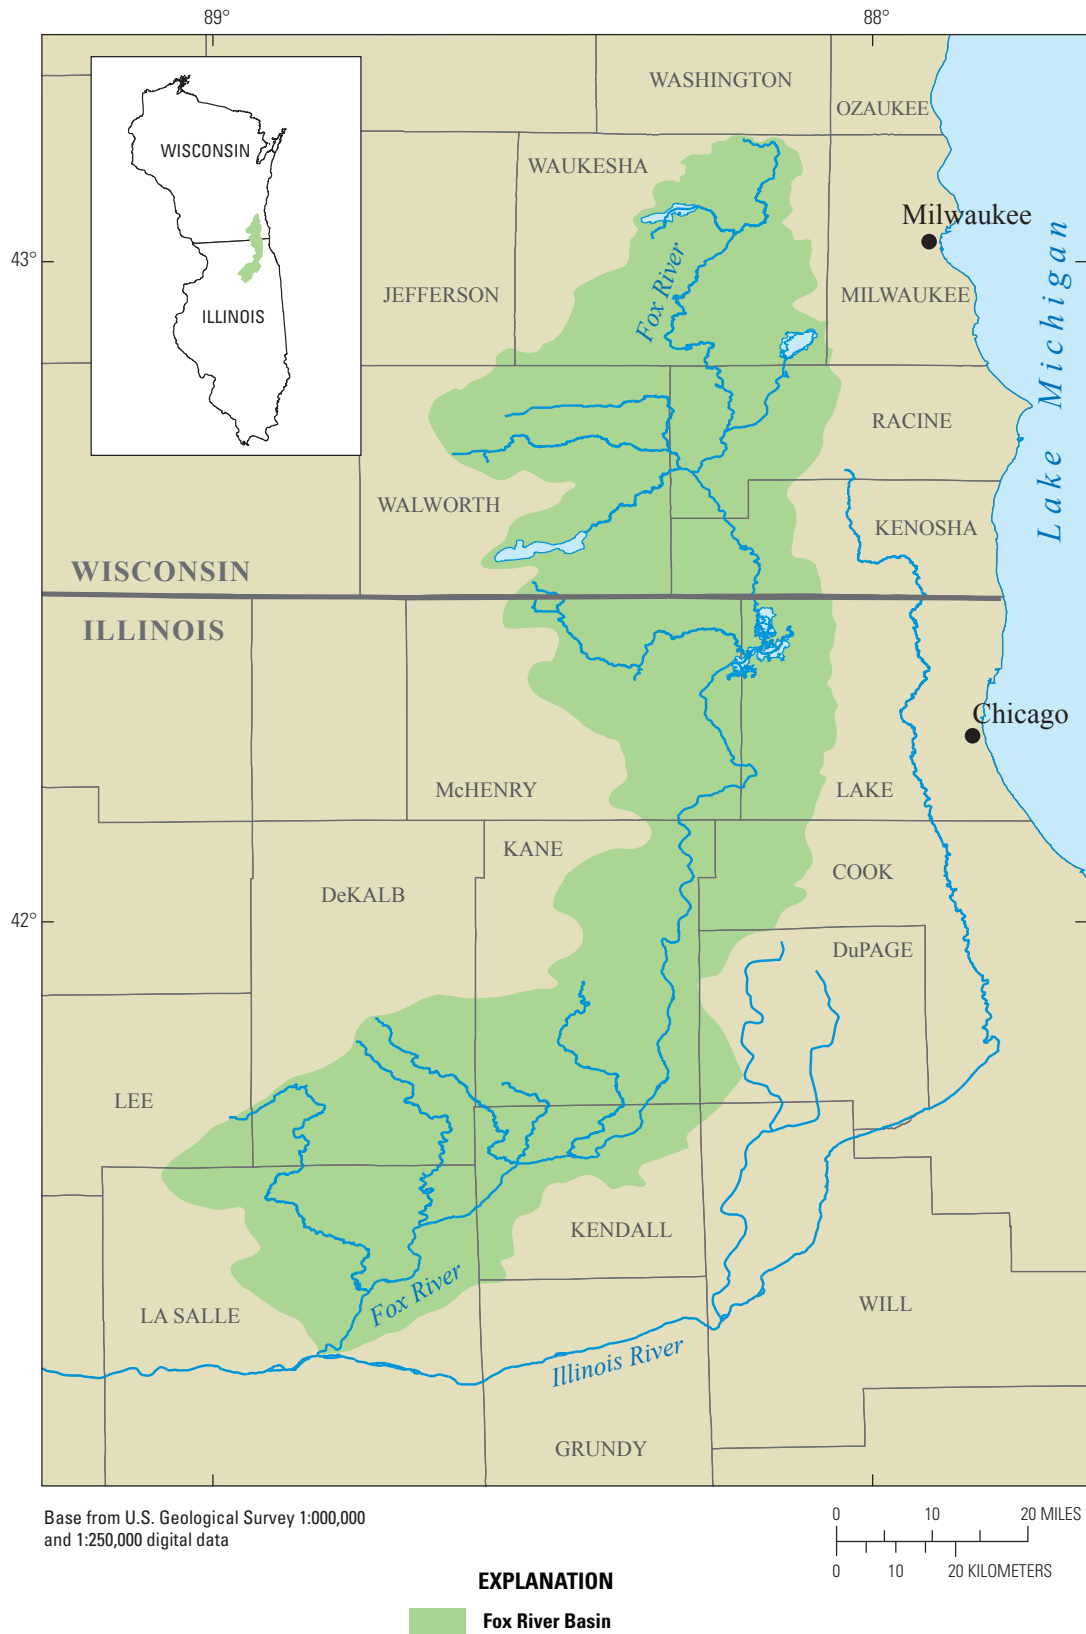 89°
88°
WASHINGTON
OZAUKEE
WISCONSIN
WAUKESHA
Milwaukee
43°
Fox River
Lake Michigan
JEFFERSON
MILWAUKEE
ILLINOIS
RACINE
WALWORTH
KENOSHA
WISCONSIN
ILLINOIS
Chicago
McHENRY
LAKE
KANE
COOK
DeKALB
42°
DuPAGE
LEE
KENDALL
Fox River
WILL
LA SALLE
Illinois River
GRUNDY
Base from U.S. Geological Survey 1:000,000
and 1:250,000 digital data
0 10 20 MILES
0 10 20 KILOMETERS
EXPLANATION
Fox River Basin